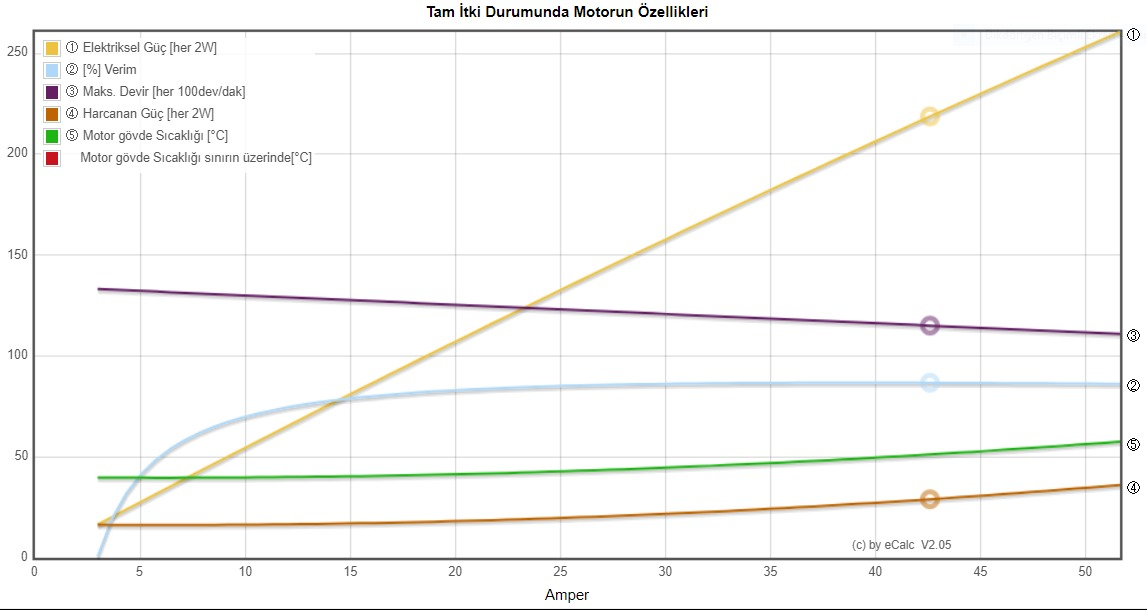 Tam İtki Durumunda Motorun Özellikleri
① Elektriksel Güç [her 2W]
② [%] Verim
③ Maks. Devir [her 100dev/dak]
④ Harcanan Güç [her 2W]
⑤ Motor gövde Sıcaklığı [°C]
Motor gövde Sıcaklığı sınırın üzerinde[°C]
250
200
150
100
50
0
①
③
②
⑤
④
(c) by eCalc V2.05
0 5 10 15 20 25 30 35 40 45 50
Amper